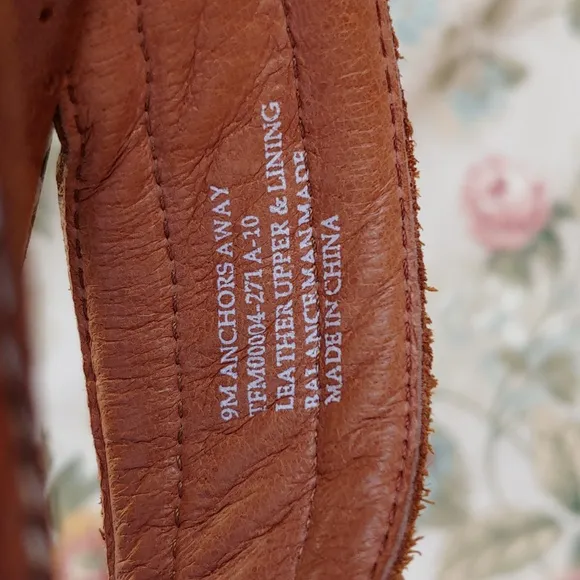 9M ANCHORS AWAY
TFM00004-271 A-10
LEATHER UPPER & LINING
BALANCE MAN MADE
MADE IN CHINA